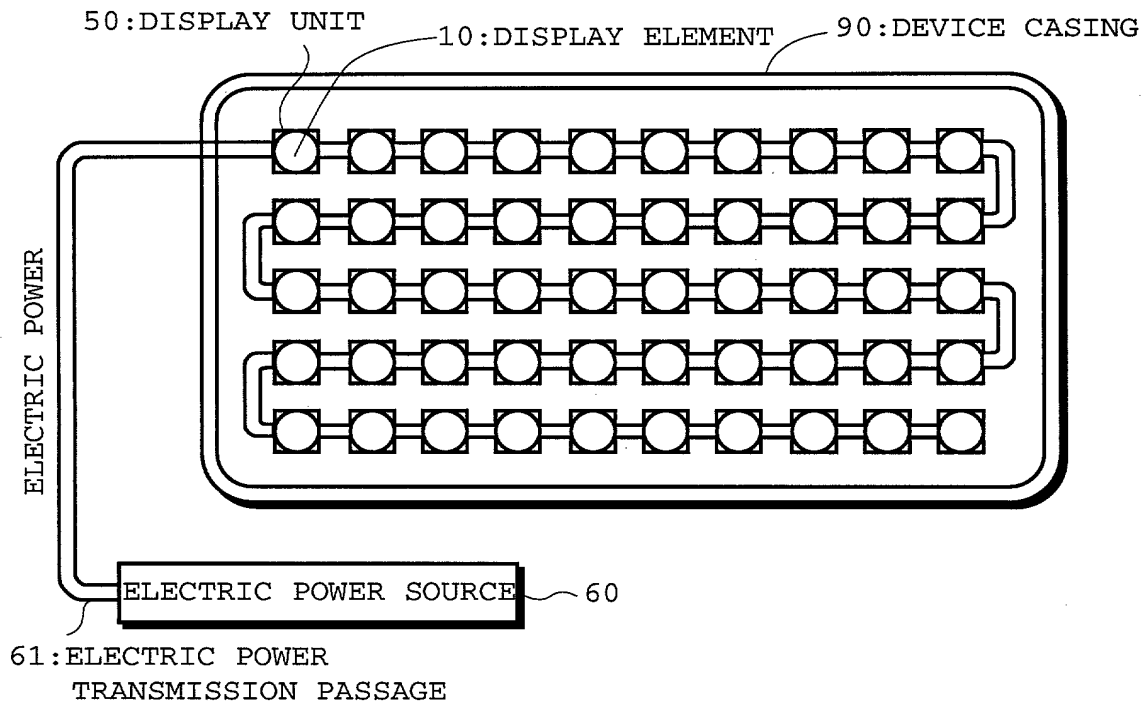 50:DISPLAY UNIT
10:DISPLAY ELEMENT
90:DEVICE CASING
ELECTRIC POWER
ELECTRIC POWER SOURCE
60
61:ELECTRIC POWER
TRANSMISSION PASSAGE